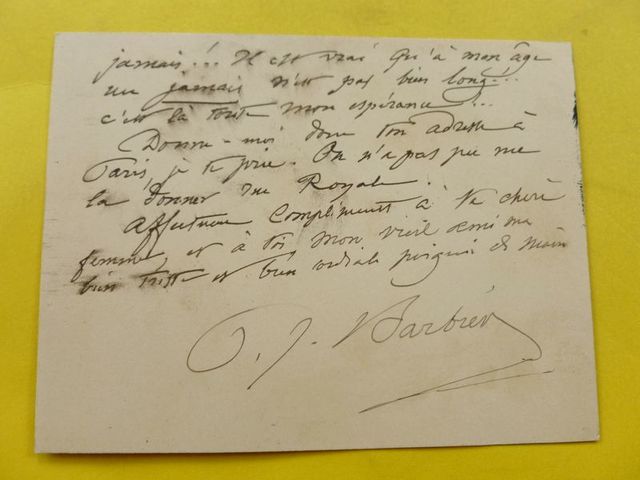 jamais !.. Il est vrai qu'à mon âge
un jamais n'est pas bien long !..
c'est là toute mon espérance...
Donne-moi donc ton adresse à
Paris, je te prie. On n'a pas pu me
la donner rue Royale.
Affectueux compliments à ta chère
femme, et à toi mon vieil ami ma
bien triste et bien cordiale poignée de main
P. J. Barbier